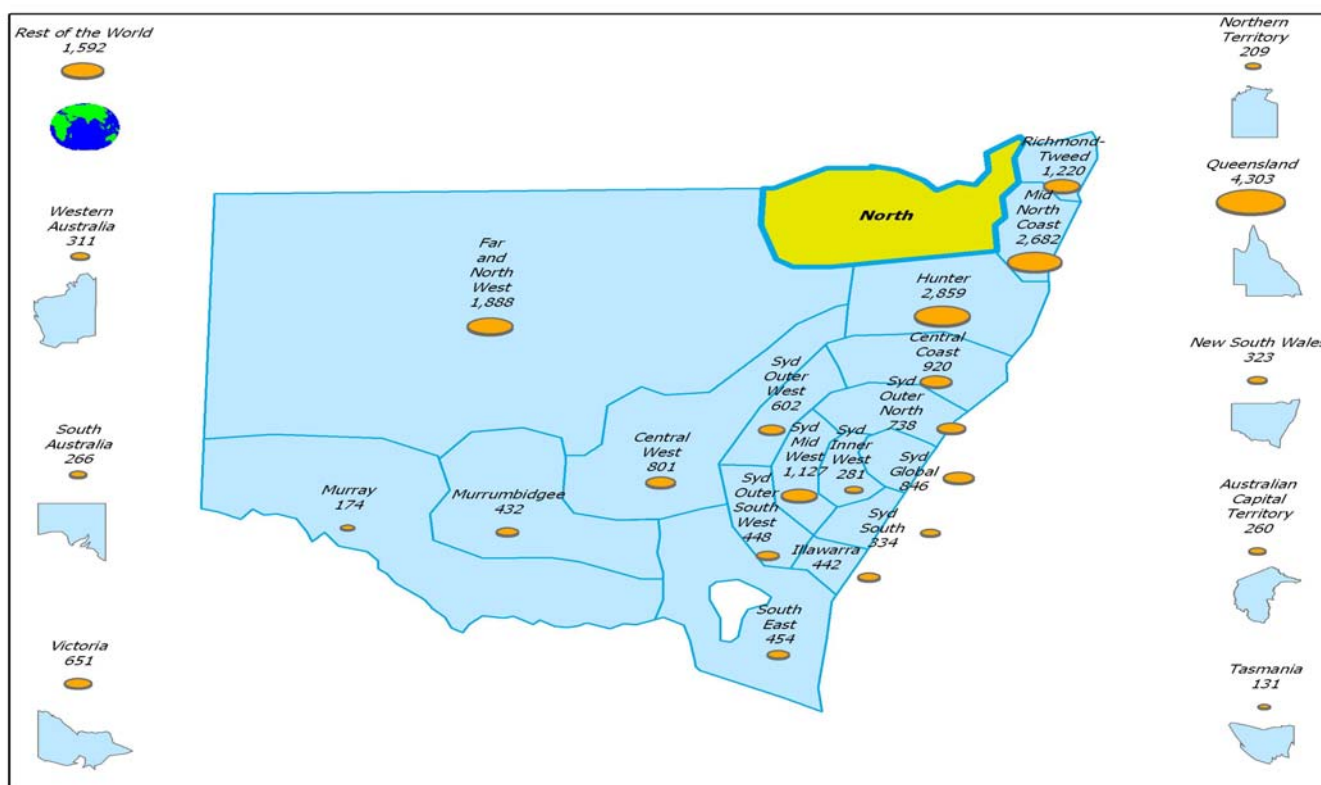 Rest of the World
1,592
Western
Australia
311
South
Australia
266
Victoria
651
North
Richmond-
Tweed
1,220
Mid
North
Coast
2,682
Far
and
North
West
1,888
Hunter
2,859
Central
Coast
920
Syd
Outer
West
602
Syd
Outer
North
738
Syd
Mid
West
1,127
Syd
Inner
West
281
Syd
Global
846
Central
West
801
Syd
Outer
South
West
448
Syd
South
334
Murray
174
Murrumbidgee
432
Illawarra
442
South
East
454
Northern
Territory
209
Queensland
4,303
New South Wales
323
Australian
Capital
Territory
260
Tasmania
131